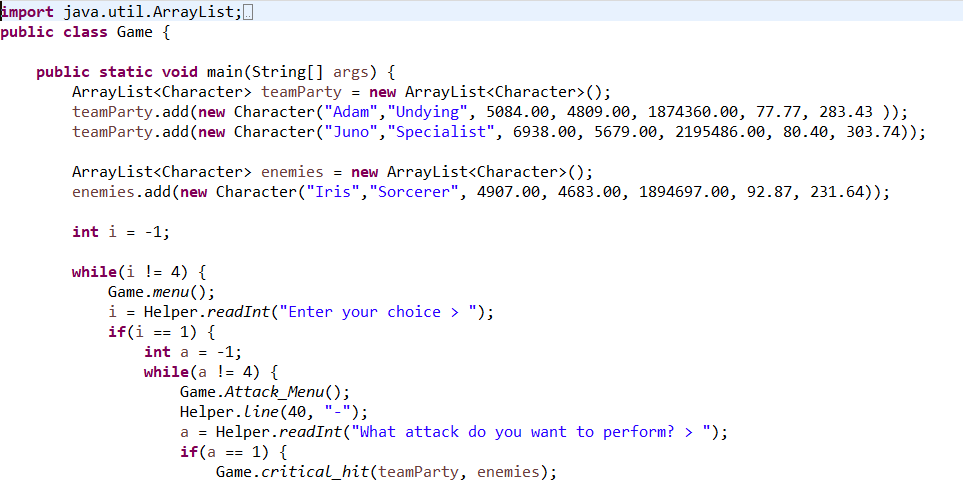 import java.util.ArrayList;
public class Game {
public static void main(String[] args) {
ArrayList<Character> teamParty = new ArrayList<Character>();
teamParty.add(new Character("Adam","Undying", 5084.00, 4809.00, 1874360.00, 77.77, 283.43 ));
teamParty.add(new Character("Juno","Specialist", 6938.00, 5679.00, 2195486.00, 80.40, 303.74));
ArrayList<Character> enemies = new ArrayList<Character>();
enemies.add(new Character("Iris","Sorcerer", 4907.00, 4683.00, 1894697.00, 92.87, 231.64));
int i = -1;
while(i != 4) {
Game.menu();
i = Helper.readInt("Enter your choice > ");
if(i == 1) {
int a = -1;
while(a != 4) {
Game.Attack_Menu();
Helper.line(40, "-");
a = Helper.readInt("What attack do you want to perform? > ");
if(a == 1) {
Game.critical_hit(teamParty, enemies);